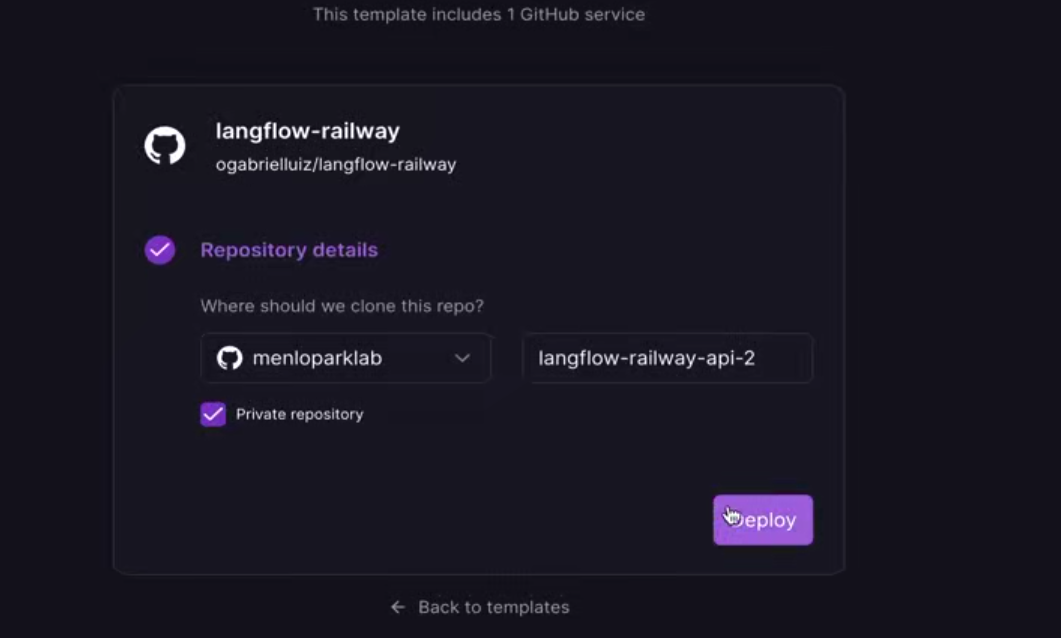 This template includes 1 GitHub service
langflow-railway
ogabrielluiz/langflow-railway
Repository details
Where should we clone this repo?
menloparklab
langflow-railway-api-2
Private repository
Deploy
← Back to templates